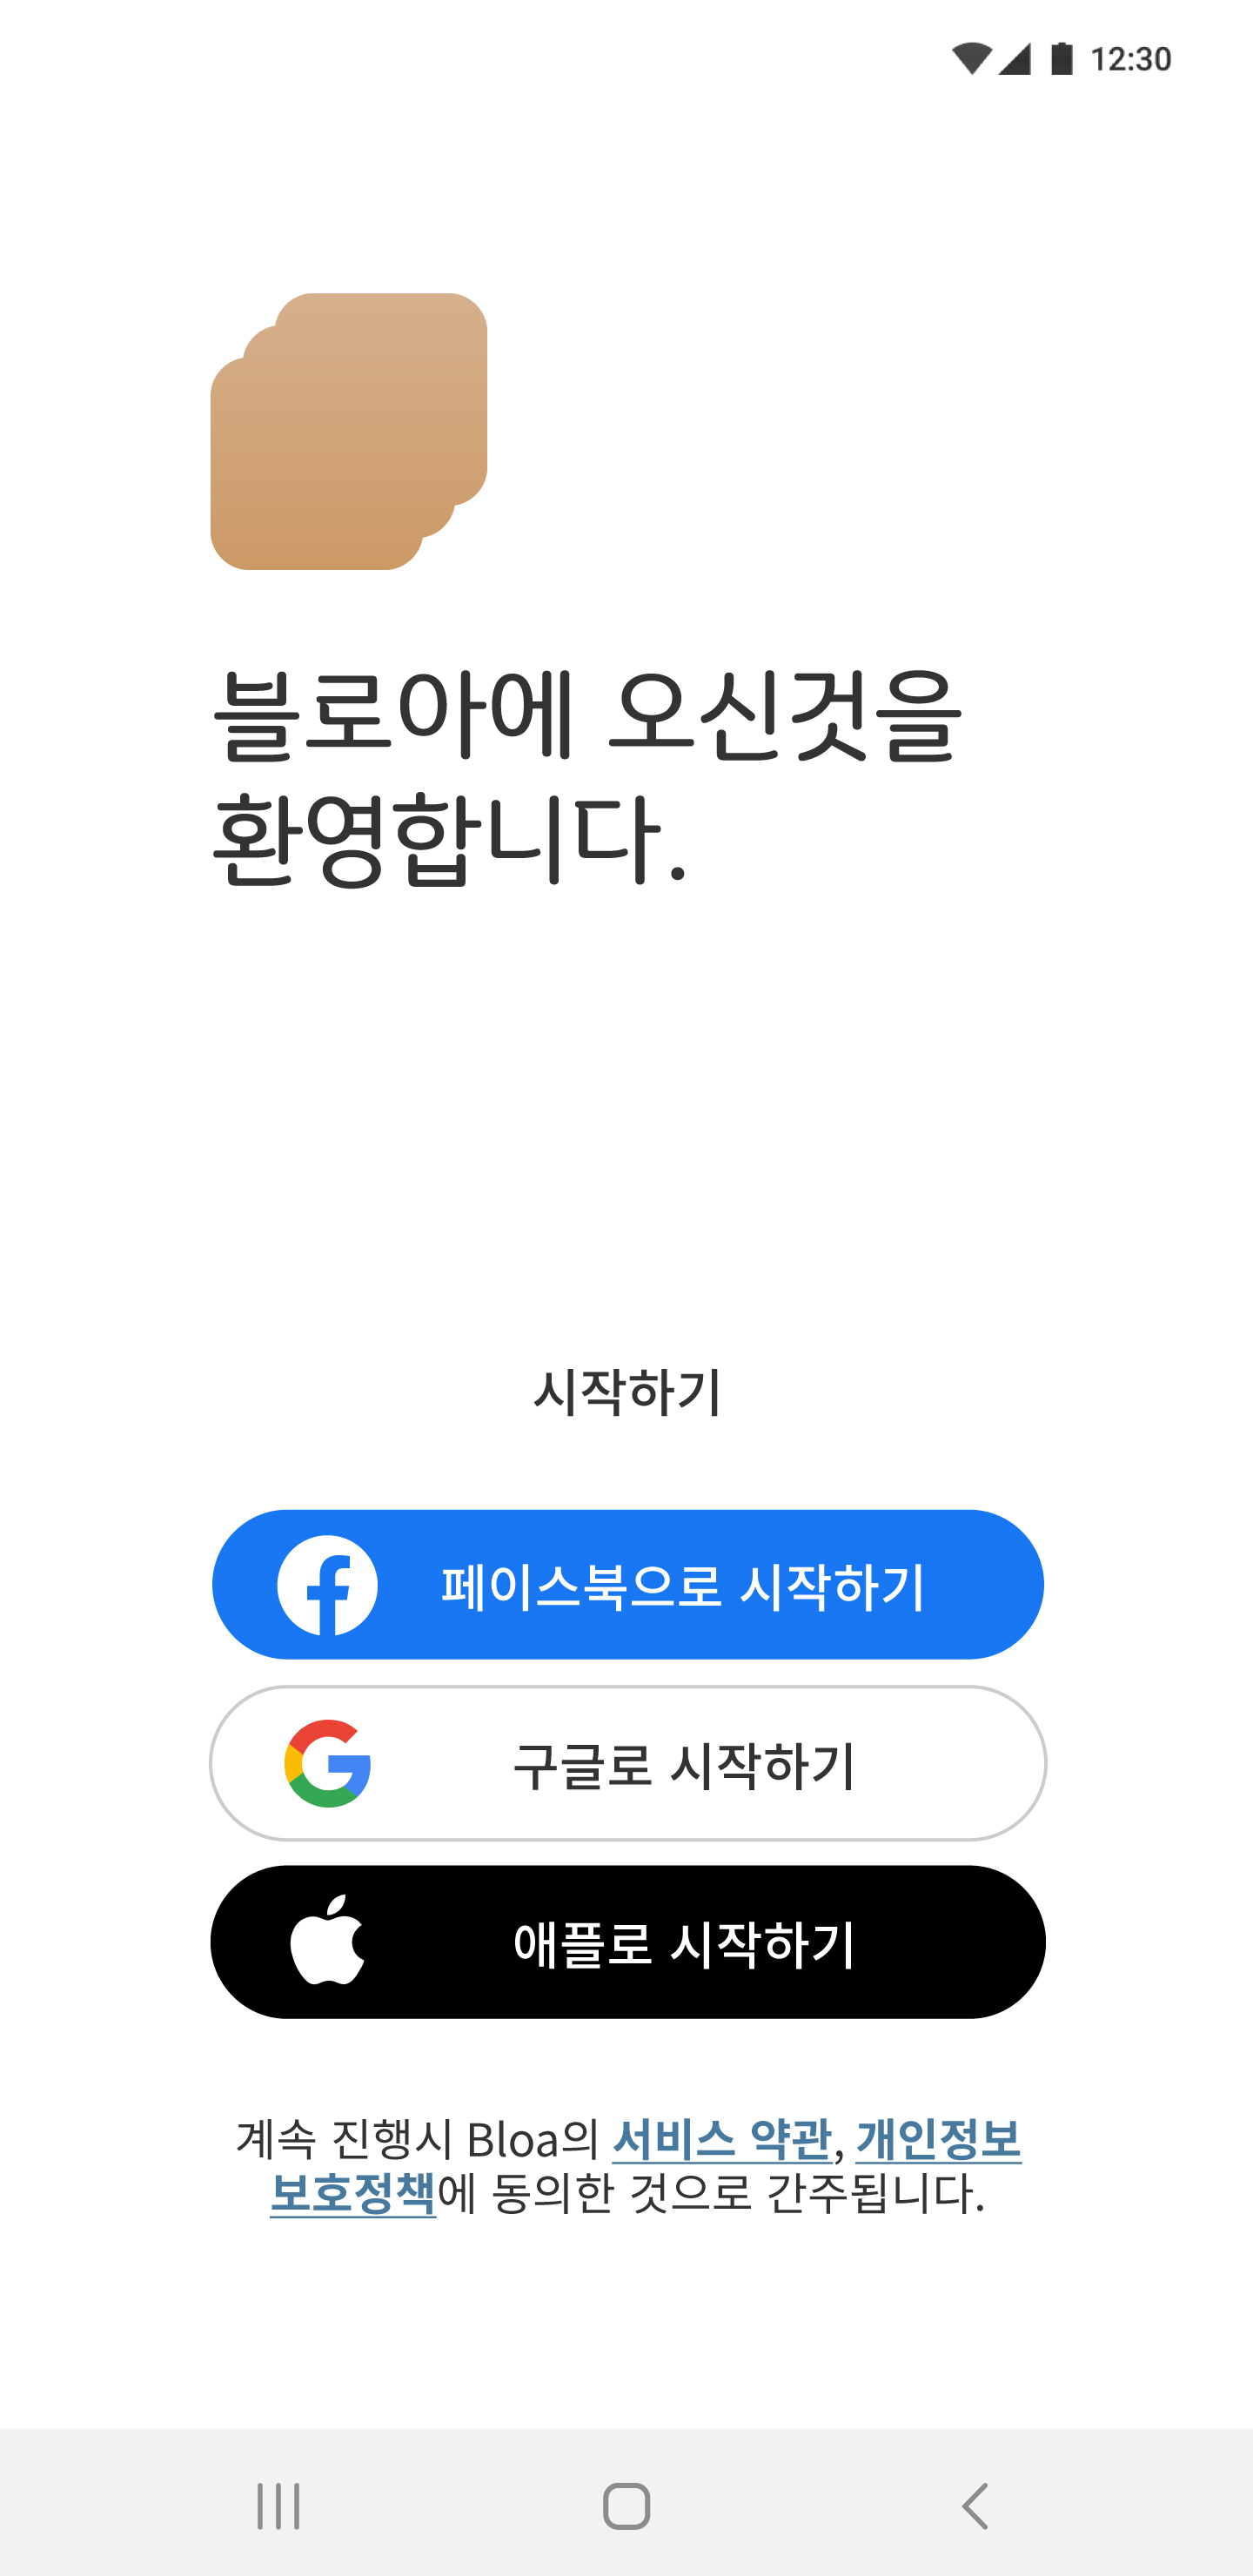 12:30
블로아에 오신것을
환영합니다.
시작하기
페이스북으로 시작하기
구글로 시작하기
애플로 시작하기
계속 진행시 Bloa의 서비스 약관, 개인정보
보호정책에 동의한 것으로 간주됩니다.